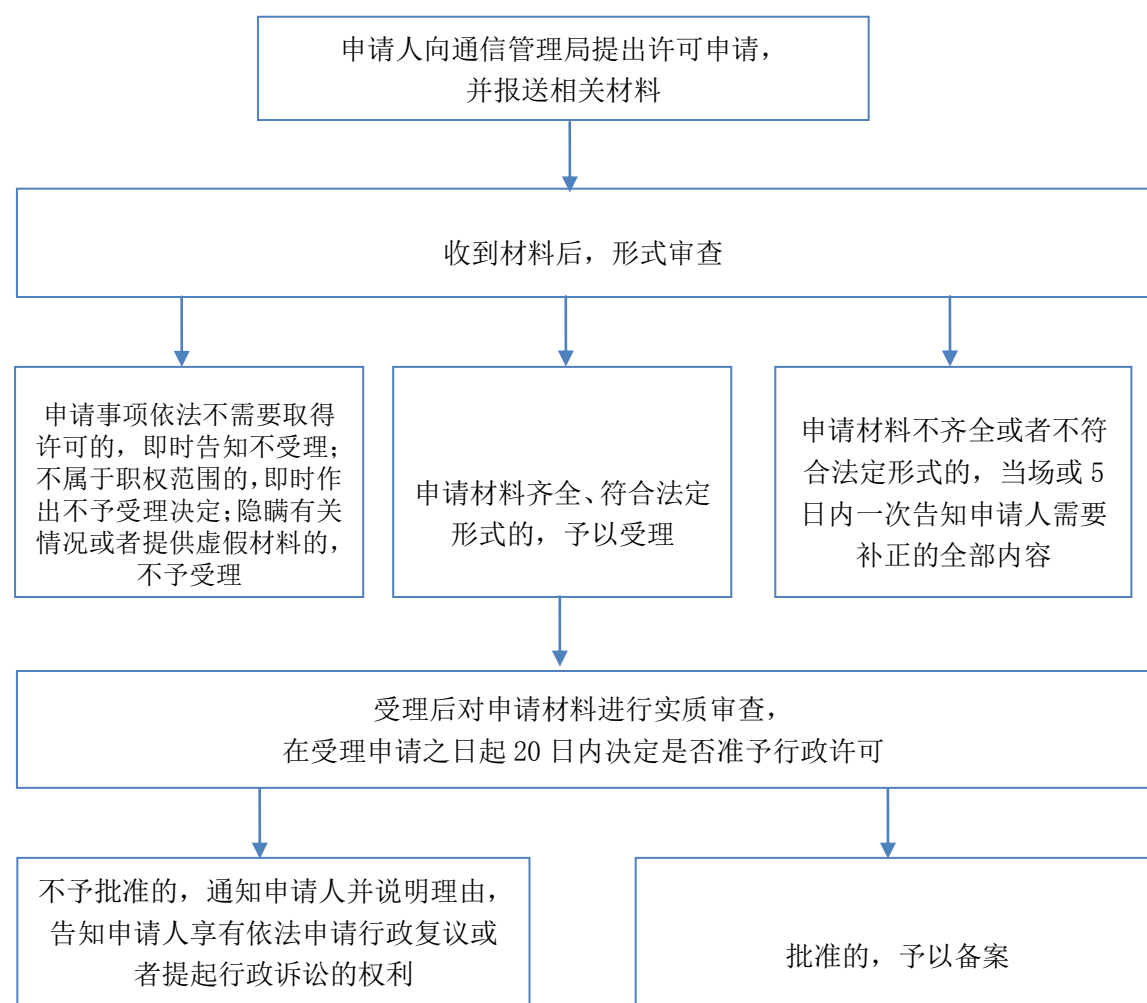 申请人向通信管理局提出许可申请，
并报送相关材料
收到材料后，形式审查
申请事项依法不需要取得
许可的，即时告知不受理；
不属于职权范围的，即时作
出不予受理决定；隐瞒有关
情况或者提供虚假材料的，
不予受理
申请材料齐全、符合法定
形式的，予以受理
申请材料不齐全或者不符
合法定形式的，当场或 5
日内一次告知申请人需要
补正的全部内容
受理后对申请材料进行实质审查，
在受理申请之日起 20 日内决定是否准予行政许可
不予批准的，通知申请人并说明理由，
告知申请人享有依法申请行政复议或
者提起行政诉讼的权利
批准的，予以备案